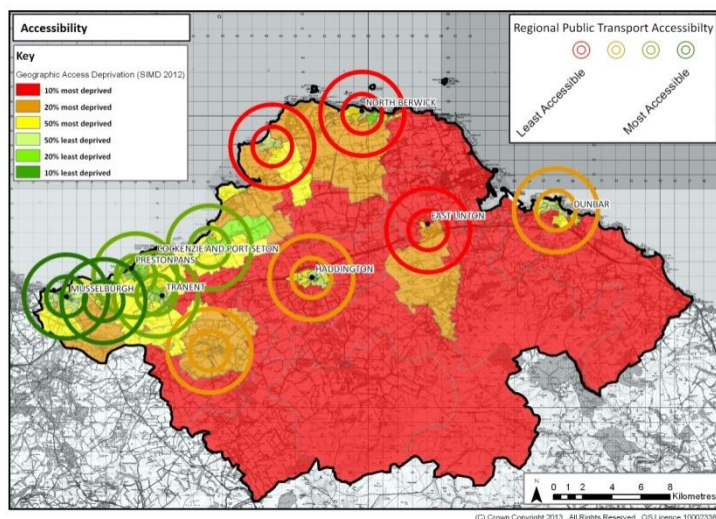 Accessibility
Key
Geographic Access Deprivation (SIMD 2012)
10% most deprived
20% most deprived
50% most deprived
50% least deprived
20% least deprived
10% least deprived
Regional Public Transport Accessibilty
Least Accessible
Most Accessible
NORTH BERWICK
DUNBAR
EAST LINTON
COCKENZIE AND PORT SETON
PRESTONPANS
HADDINGTON
MUSSELBURGH
TRANENT
N
0 1 2 4 6 8
Kilometres
(C) Crown Copyright 2013. All Rights Reserved. OS Licence 10002338